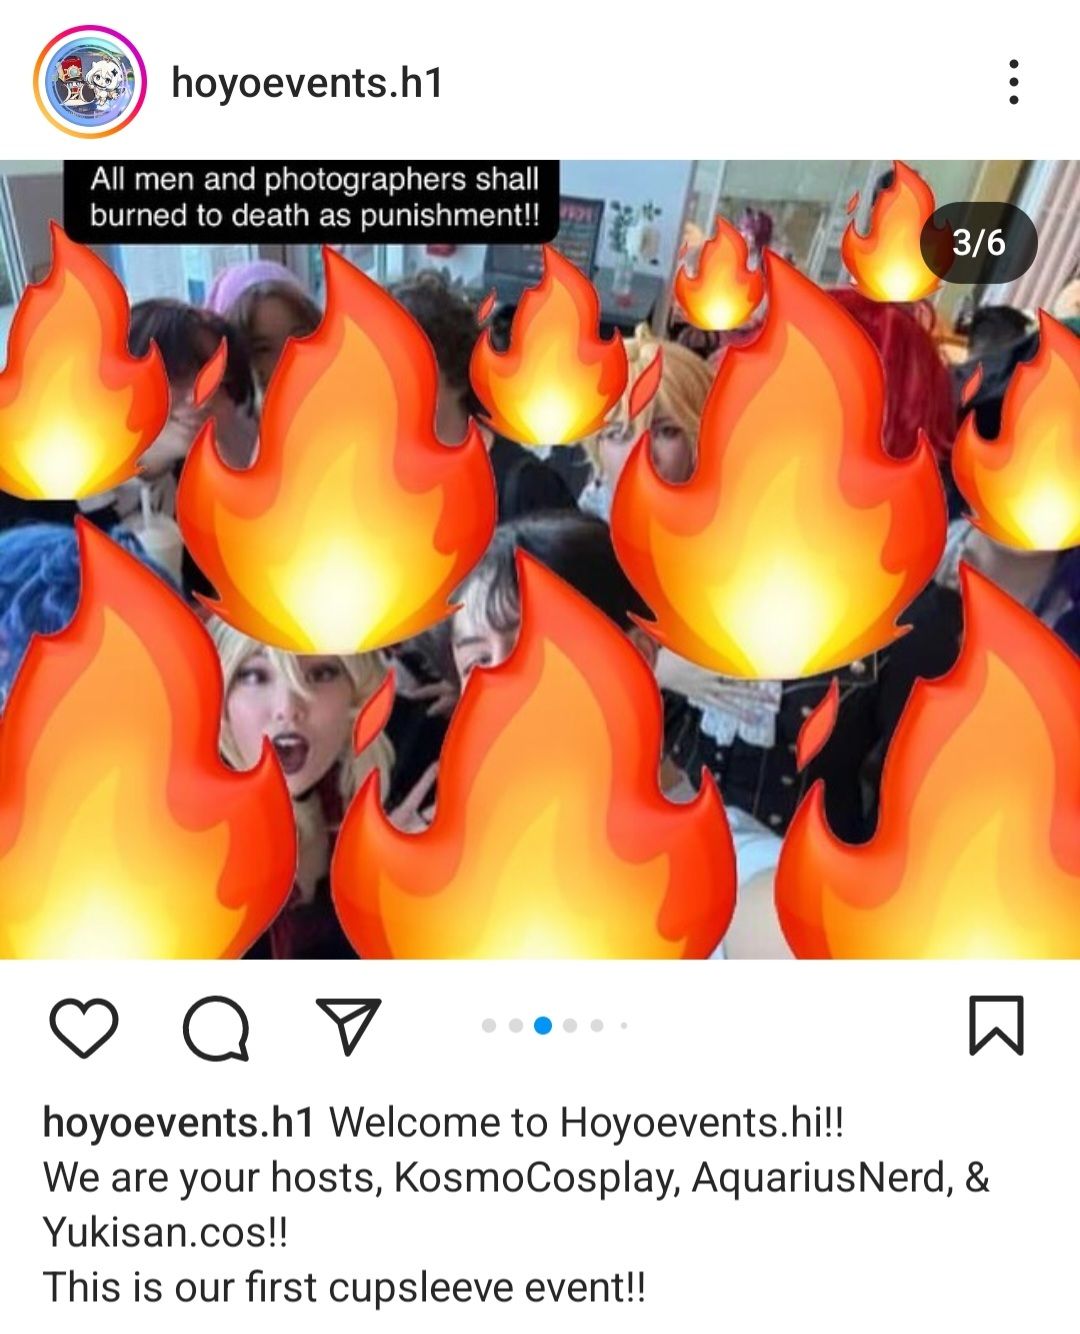 hoyoevents.h1
All men and photographers shall
burned to death as punishment!!
3/6
hoyoevents.h1 Welcome to Hoyoevents.hi!!
We are your hosts, KosmoCosplay, AquariusNerd, &
Yukisan.cos!!
This is our first cupsleeve event!!